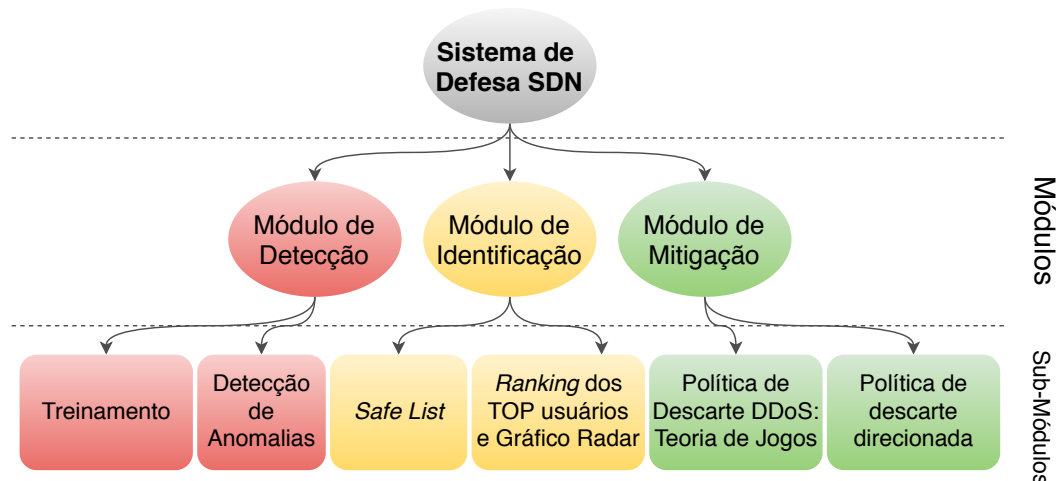 Sistema de
Defesa SDN
Módulo de
Detecção
Módulo de
Identificação
Módulo de
Mitigação
Módulos
Treinamento
Detecção
de
Anomalias
Safe List
Ranking dos
TOP usuários
e Gráfico Radar
Política de
Descarte DDoS:
Teoria de Jogos
Política de
descarte
direcionada
Sub-Módulos